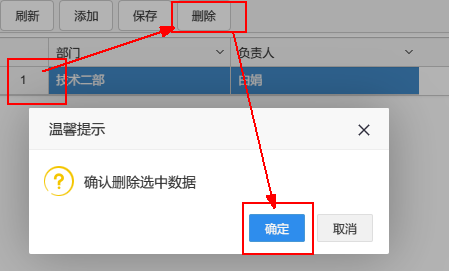 刷新 添加 保存 删除
部门 负责人
1 技术二部 白娟
温馨提示
?
确认删除选中数据
确定 取消